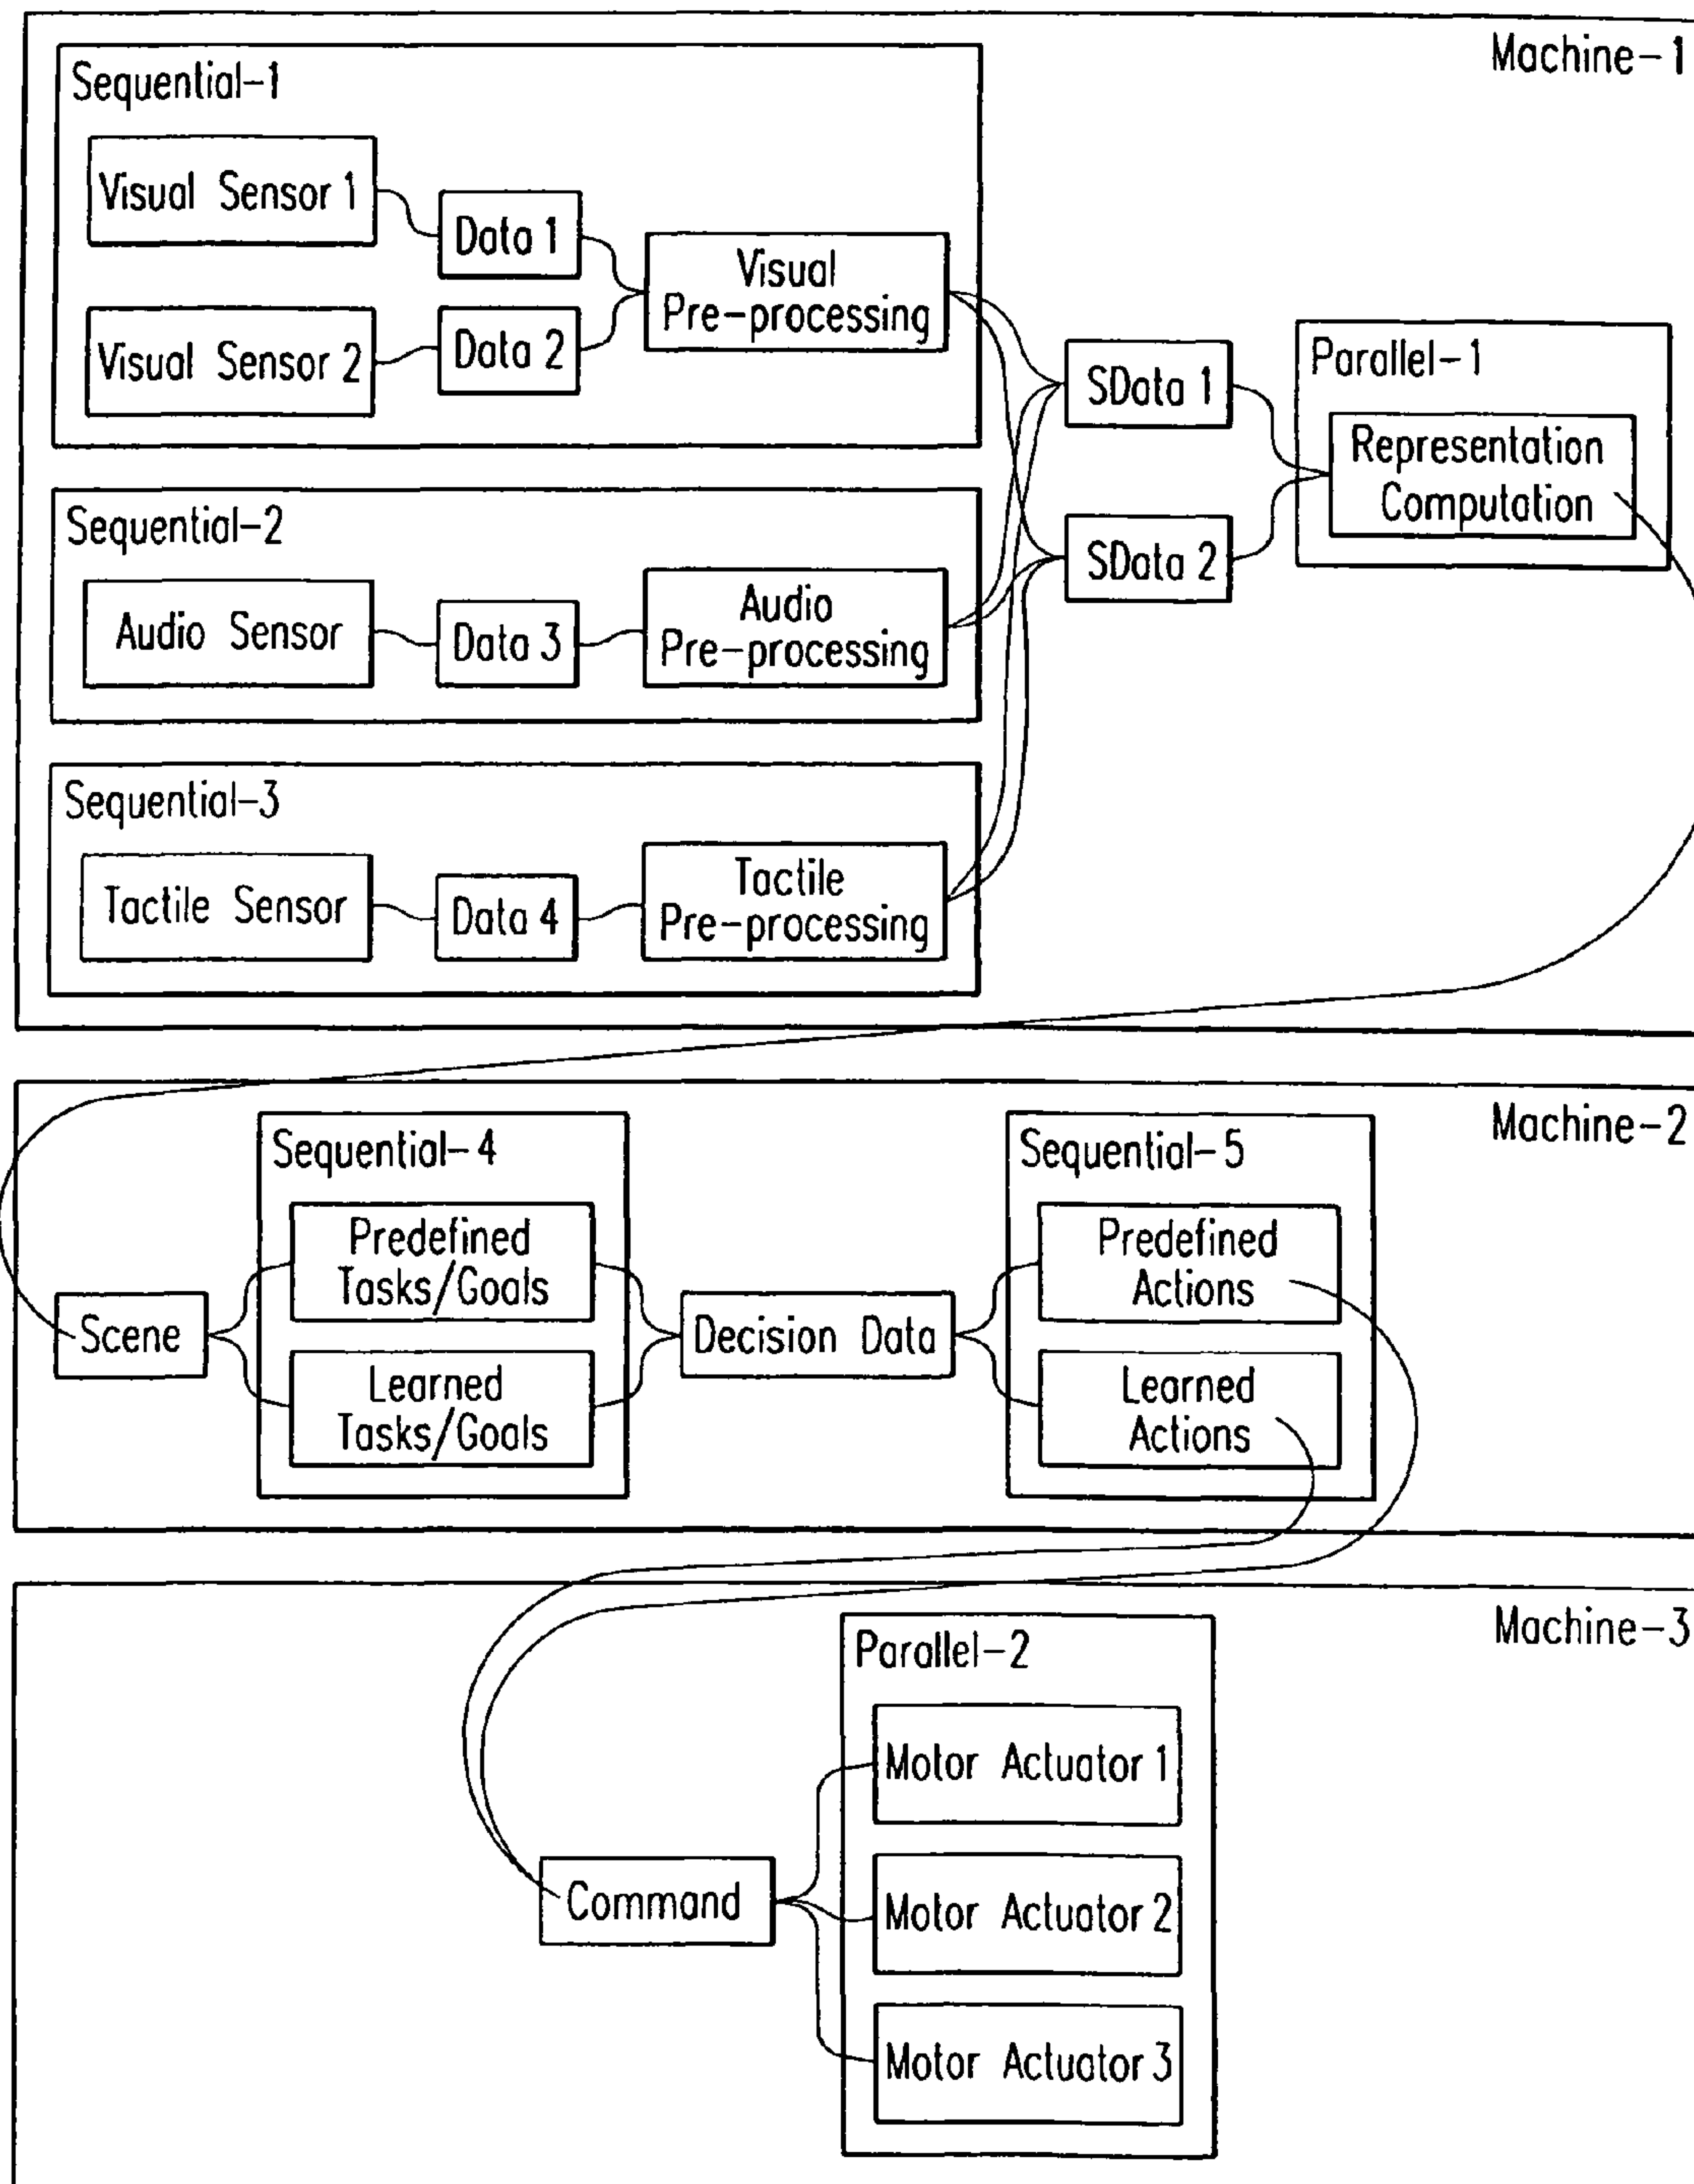 Machine-1
Sequential-1
Visual Sensor 1
Data 1
Visual
Pre-processing
Visual Sensor 2
Data 2
SData 1
Parallel-1
Representation
Computation
Sequential-2
SData 2
Audio Sensor
Data 3
Audio
Pre-processing
Sequential-3
Tactile Sensor
Data 4
Tactile
Pre-processing
Machine-2
Sequential-4
Sequential-5
Predefined
Tasks/Goals
Predefined
Actions
Scene
Decision Data
Learned
Tasks/Goals
Learned
Actions
Machine-3
Parallel-2
Motor Actuator 1
Command
Motor Actuator 2
Motor Actuator 3